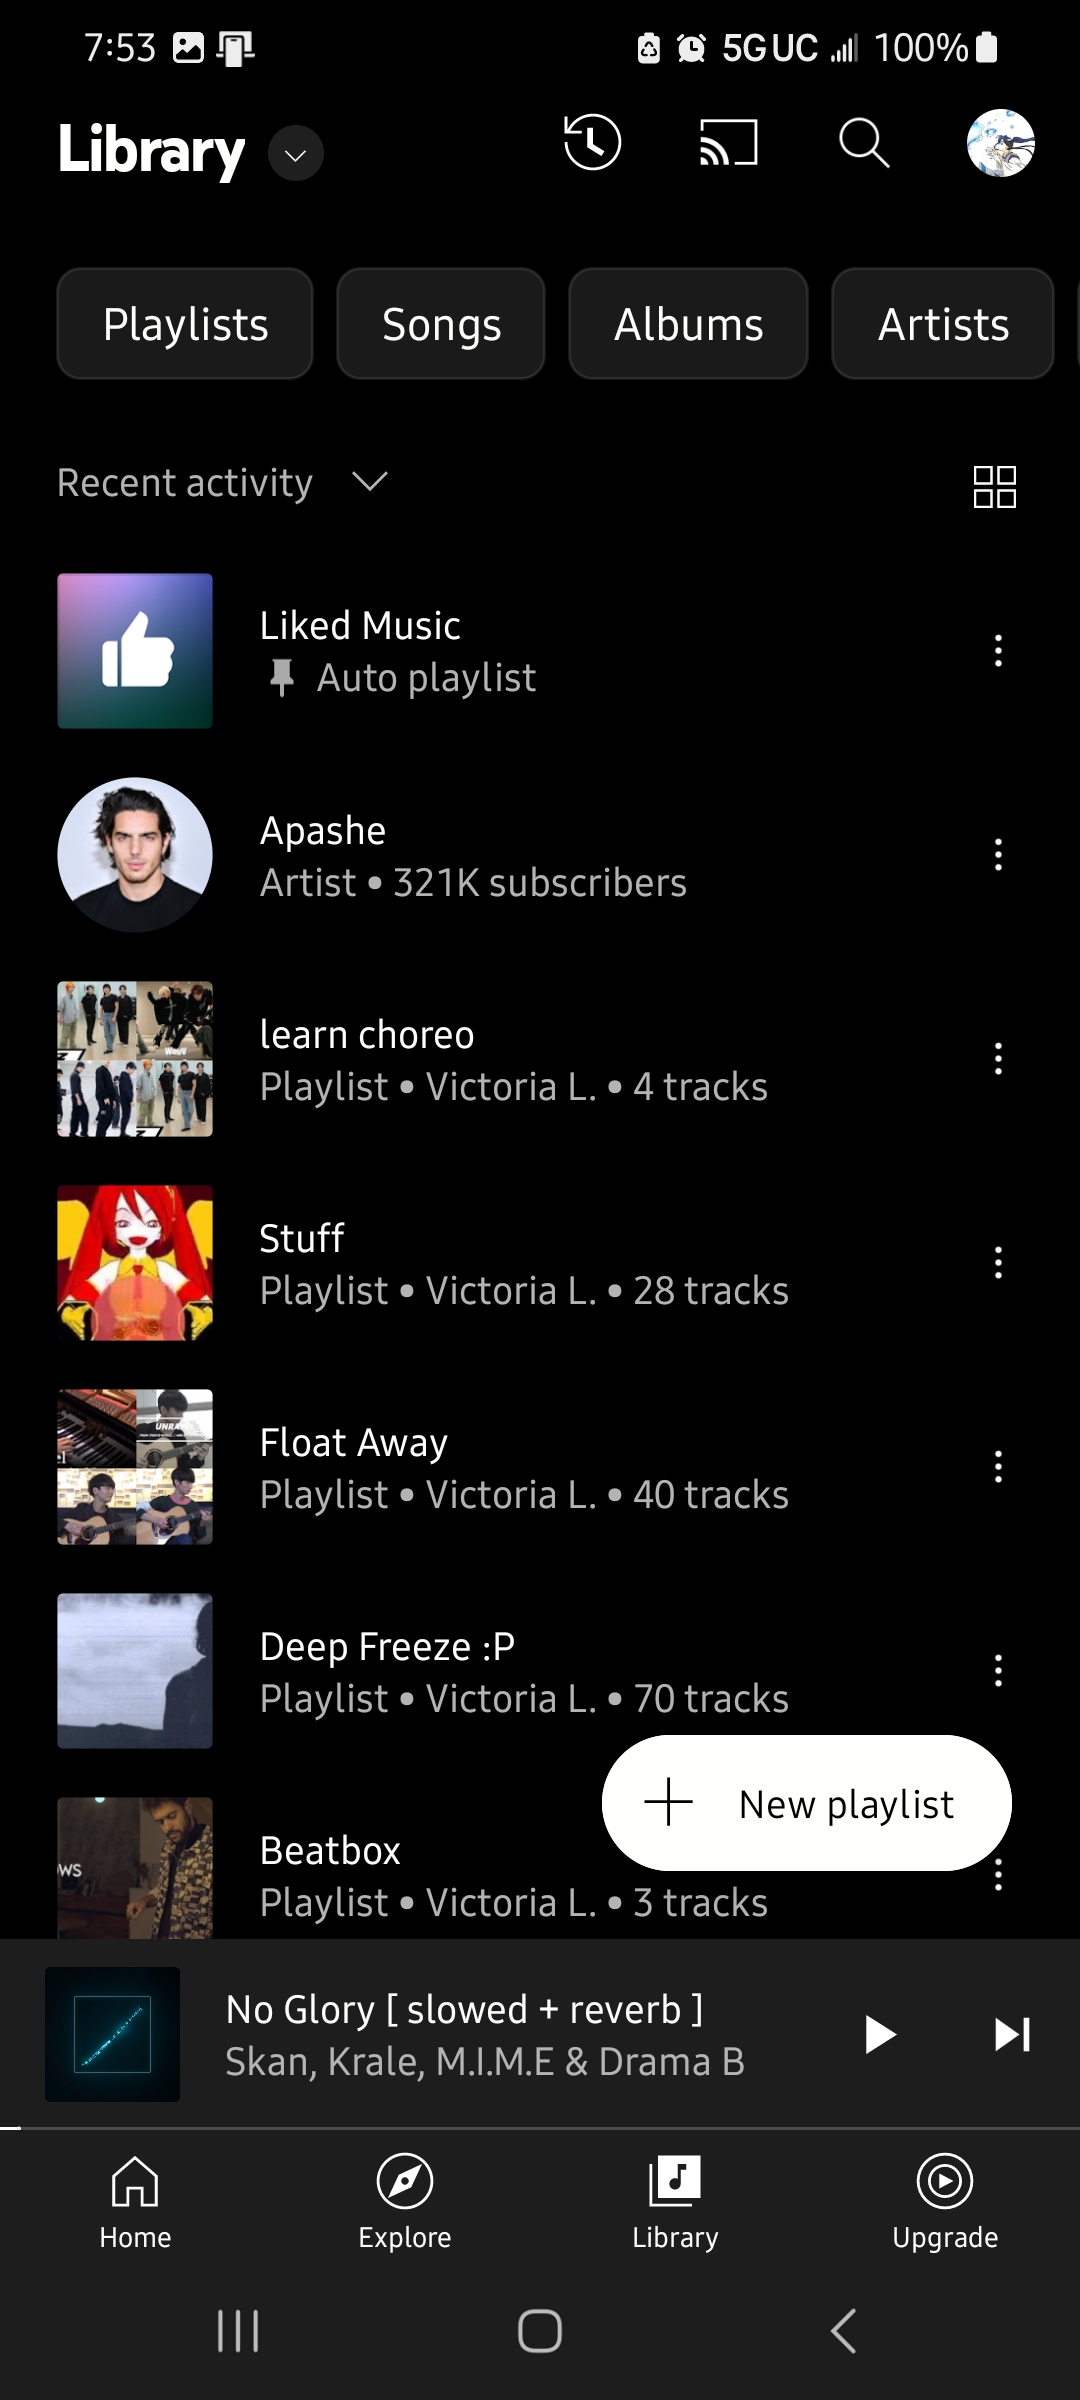 7:53 5G UC 100%
Library
Playlists Songs Albums Artists
Recent activity
Liked Music
Auto playlist
Apashe
Artist • 321K subscribers
WayV
learn choreo
Playlist • Victoria L. • 4 tracks
Stuff
Playlist • Victoria L. • 28 tracks
Float Away
Playlist • Victoria L. • 40 tracks
Deep Freeze :P
Playlist • Victoria L. • 70 tracks
New playlist
Beatbox
Playlist • Victoria L. • 3 tracks
No Glory [ slowed + reverb ]
Skan, Krale, M.I.M.E & Drama B
Home Explore Library Upgrade